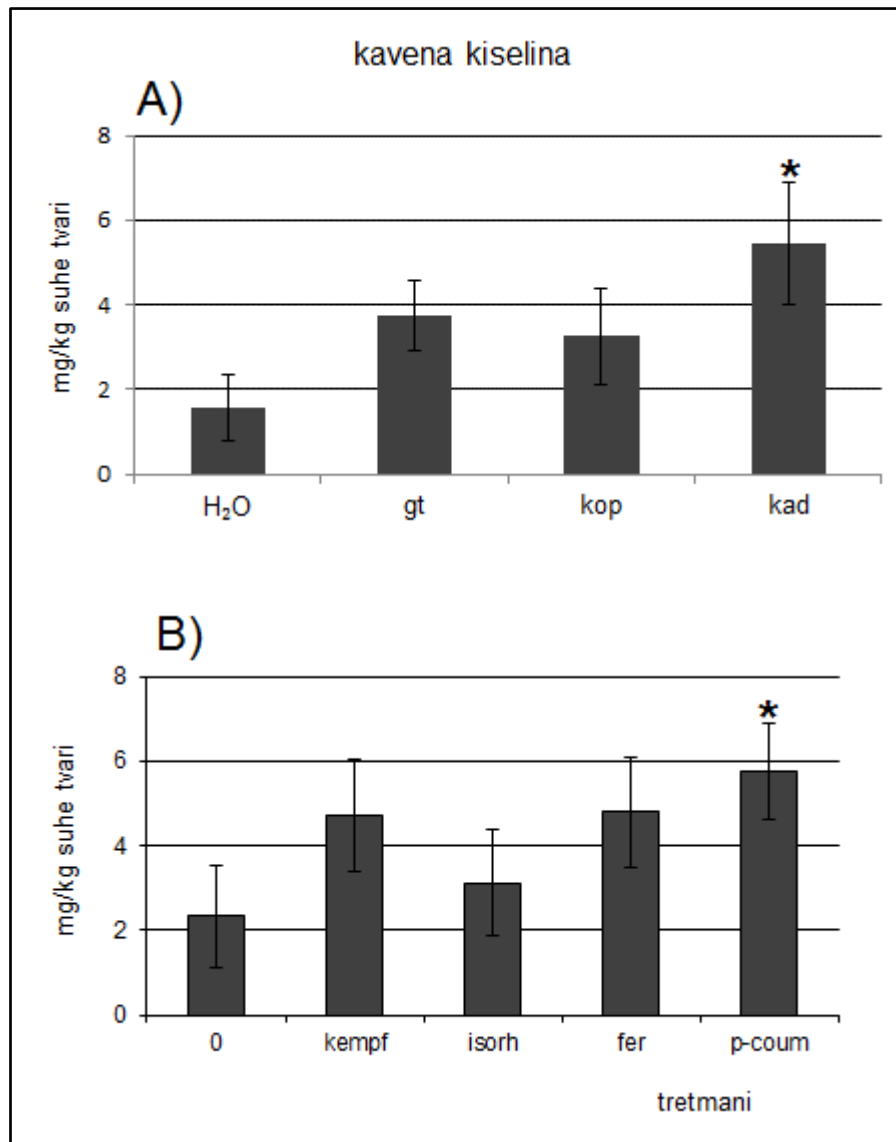 kavena kiselina
A)
mg/kg suhe tvari
8
6
4
2
0
*
H₂O gt kop kad
B)
mg/kg suhe tvari
8
6
4
2
0
*
0 kempf isorh fer p-coum
tretmani